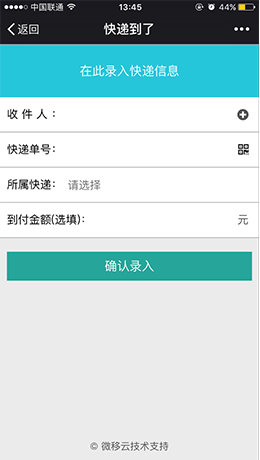 中国联通 13:45 44%
返回 快递到了
在此录入快递信息
收 件 人 ：
快递单号：
所属快递： 请选择
到付金额(选填)： 元
确认录入
© 微移云技术支持